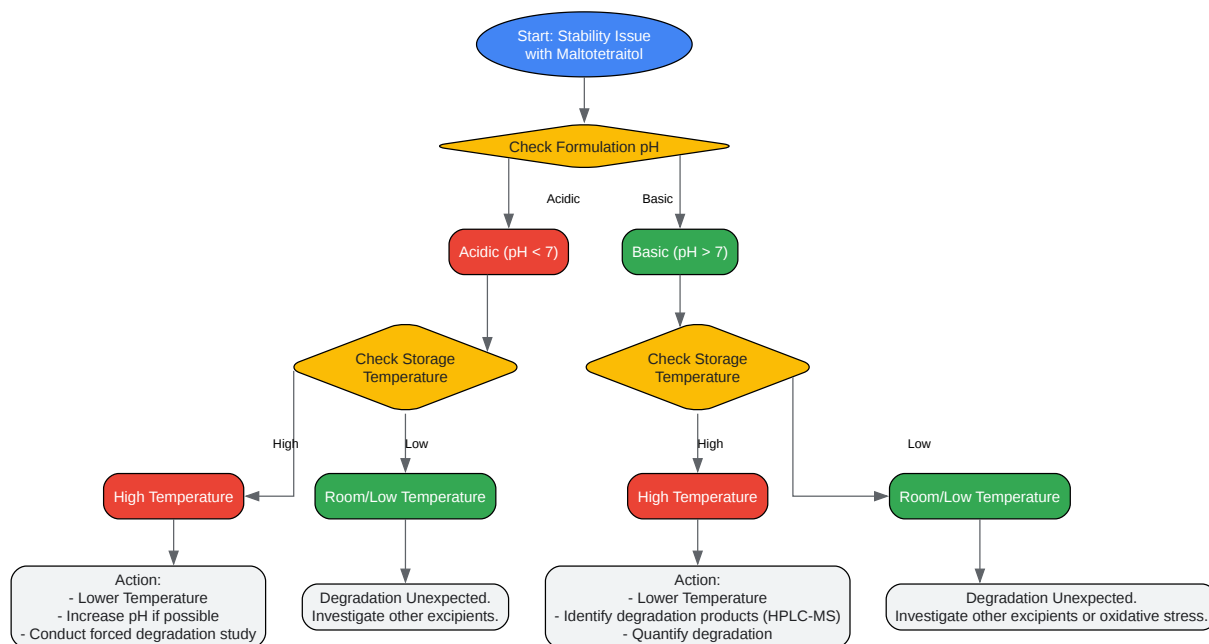 Start: Stability Issue
with Maltotetraitol
Check Formulation pH
Acidic
Basic
Acidic (pH < 7)
Basic (pH > 7)
Check Storage
Temperature
Check Storage
Temperature
High
Low
High
Low
High Temperature
Room/Low Temperature
High Temperature
Room/Low Temperature
Action:
- Lower Temperature
- Increase pH if possible
- Conduct forced degradation study
Degradation Unexpected.
Investigate other excipients.
Action:
- Lower Temperature
- Identify degradation products (HPLC-MS)
- Quantify degradation
Degradation Unexpected.
Investigate other excipients or oxidative stress.